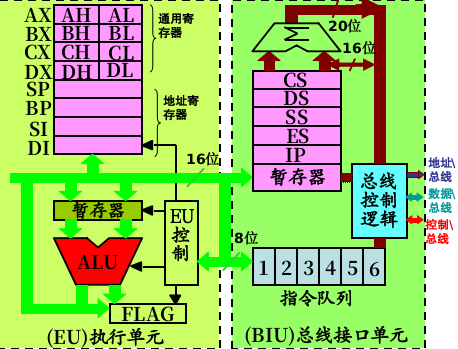 AX AH AL
BX BH BL
CX CH CL
DX DH DL
通用寄
存器
SP
BP
SI
DI
地址寄
存器
16位
暂存器
ALU
EU
控
制
FLAG
(EU)执行单元
20位
Σ
16位
CS
DS
SS
ES
IP
暂存器
总线
控制
逻辑
地址\
总线
数据\
总线
控制\
总线
8位
1 2 3 4 5 6
指令队列
(BIU)总线接口单元